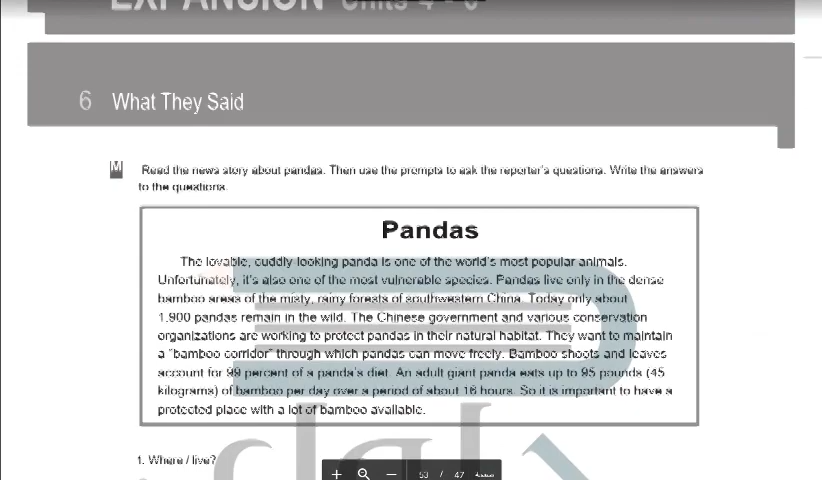 EXPANSION Units 4 - 6
6 What They Said
M Read the news story about pandas. Then use the prompts to ask the reporter's questions. Write the answers
to the questions.
Pandas
The lovable, cuddly looking panda is one of the world's most popular animals.
Unfortunately, it's also one of the most vulnerable species. Pandas live only in the dense
bamboo areas of the misty, rainy forests of southwestern China. Today only about
1,900 pandas remain in the wild. The Chinese government and various conservation
organizations are working to protect pandas in their natural habitat. They want to maintain
a "bamboo corridor" through which pandas can move freely. Bamboo shoots and leaves
account for 99 percent of a panda's diet. An adult giant panda eats up to 95 pounds (45
kilograms) of bamboo per day over a period of about 16 hours. So it is important to have a
protected place with a lot of bamboo available.
1. Where / live?
+ − 53 / 47 صفحة